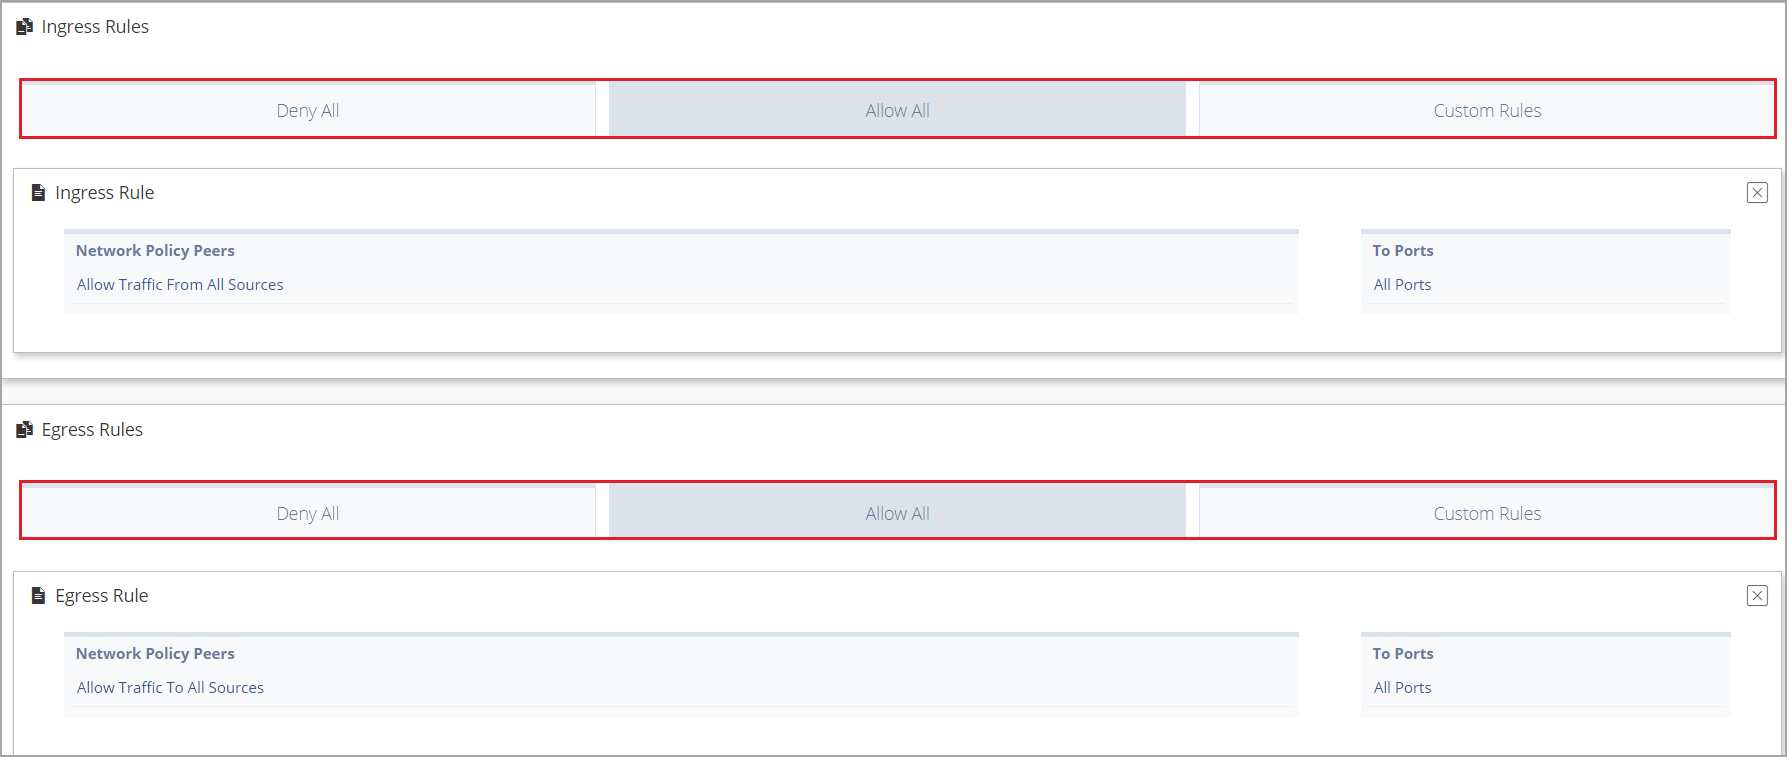 Ingress Rules
Deny All
Allow All
Custom Rules
Ingress Rule
Network Policy Peers
To Ports
Allow Traffic From All Sources
All Ports
Egress Rules
Deny All
Allow All
Custom Rules
Egress Rule
Network Policy Peers
To Ports
Allow Traffic To All Sources
All Ports